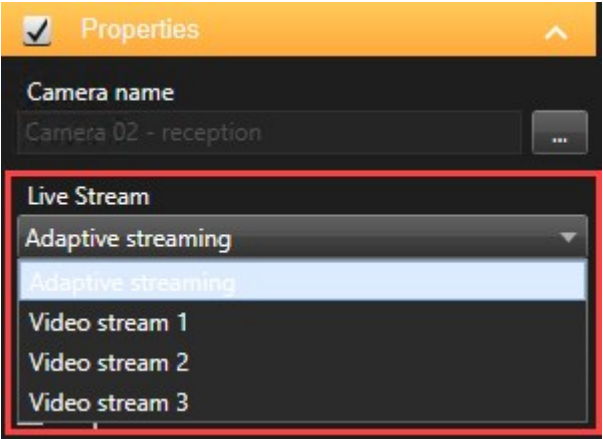 Properties
Camera name
Camera 02 - reception
...
Live Stream
Adaptive streaming
Adaptive streaming
Video stream 1
Video stream 2
Video stream 3